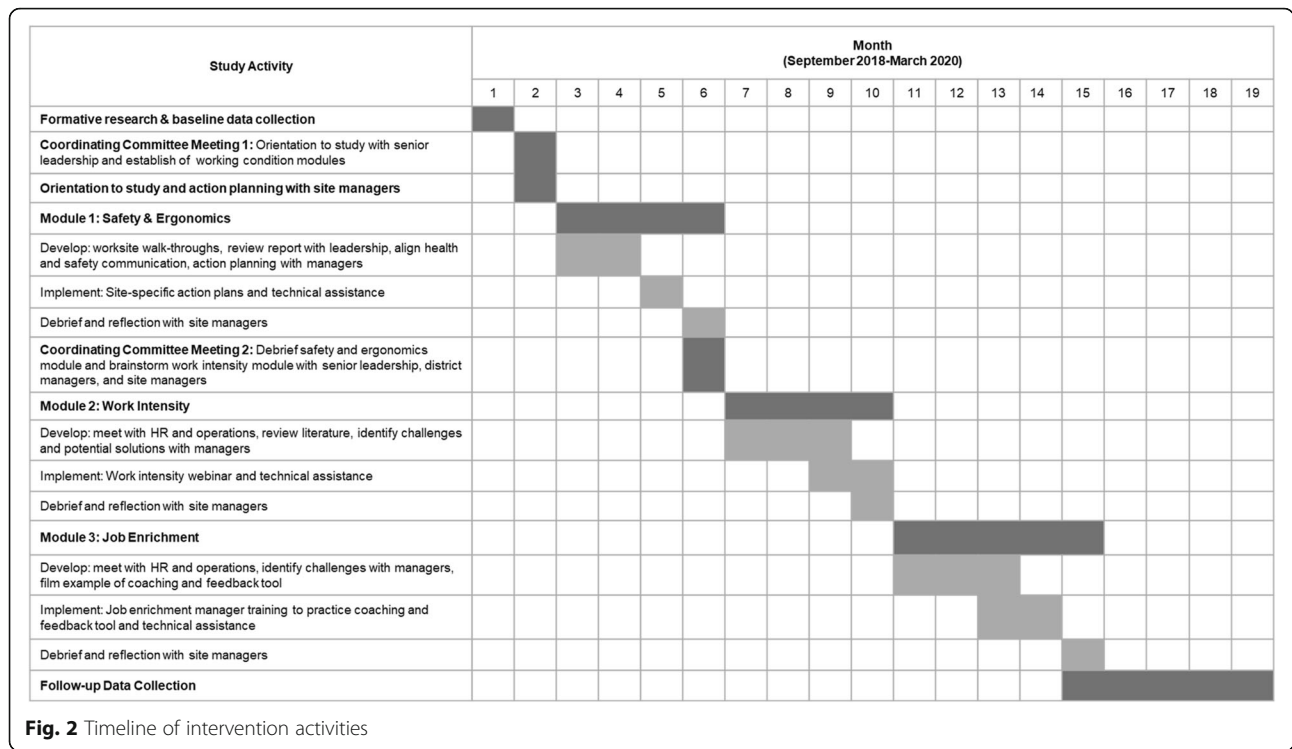 Study Activity
Month
(September 2018-March 2020)
1 2 3 4 5 6 7 8 9 10 11 12 13 14 15 16 17 18 19
Formative research & baseline data collection
Coordinating Committee Meeting 1: Orientation to study with senior
leadership and establish of working condition modules
Orientation to study and action planning with site managers
Module 1: Safety & Ergonomics
Develop: worksite walk-throughs, review report with leadership, align health
and safety communication, action planning with managers
Implement: Site-specific action plans and technical assistance
Debrief and reflection with site managers
Coordinating Committee Meeting 2: Debrief safety and ergonomics
module and brainstorm work intensity module with senior leadership, district
managers, and site managers
Module 2: Work Intensity
Develop: meet with HR and operations, review literature, identify challenges
and potential solutions with managers
Implement: Work intensity webinar and technical assistance
Debrief and reflection with site managers
Module 3: Job Enrichment
Develop: meet with HR and operations, identify challenges with managers,
film example of coaching and feedback tool
Implement: Job enrichment manager training to practice coaching and
feedback tool and technical assistance
Debrief and reflection with site managers
Follow-up Data Collection
Fig. 2 Timeline of intervention activities